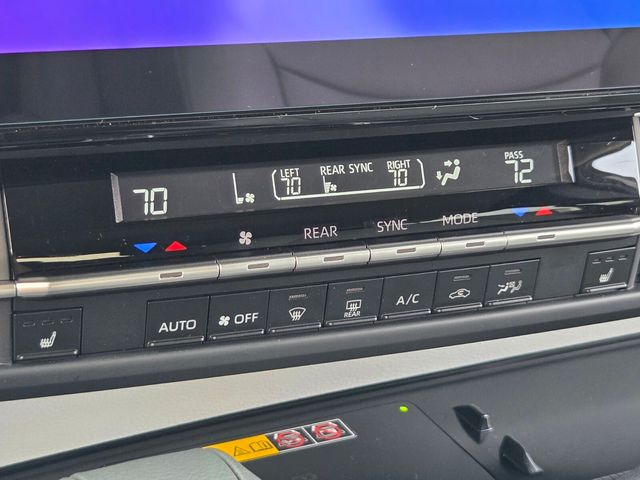 PASS
LEFT REAR SYNC RIGHT
70 70 70 72
REAR SYNC MODE
AUTO OFF REAR A/C